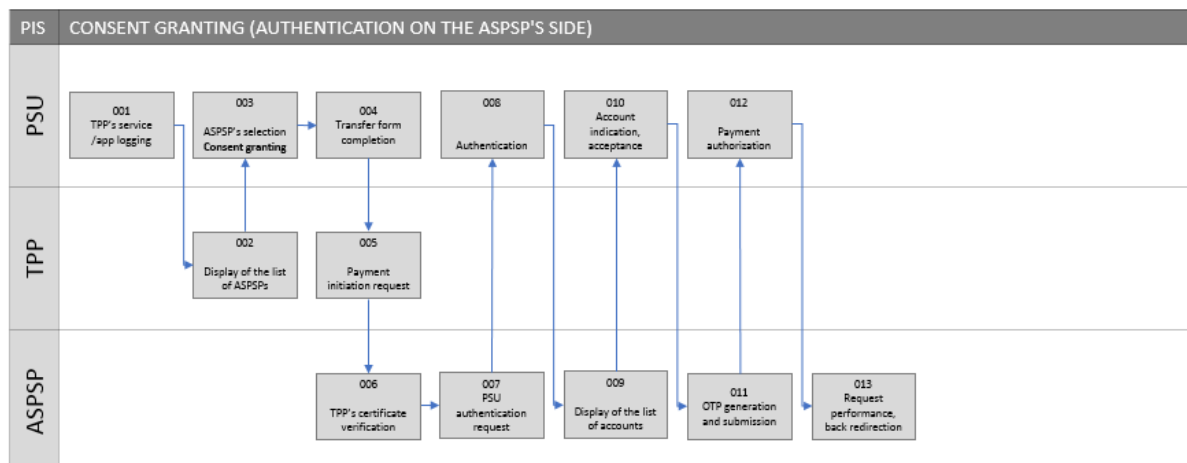 PIS CONSENT GRANTING (AUTHENTICATION ON THE ASPSP'S SIDE)
PSU
001
TPP's service
/app logging
003
ASPSP's selection
Consent granting
004
Transfer form
completion
008
Authentication
010
Account
indication,
acceptance
012
Payment
authorization
TPP
002
Display of the list
of ASPSPs
005
Payment
initiation request
ASPSP
006
TPP's certificate
verification
007
PSU
authentication
request
009
Display of the list
of accounts
011
OTP generation
and submission
013
Request
performance,
back redirection